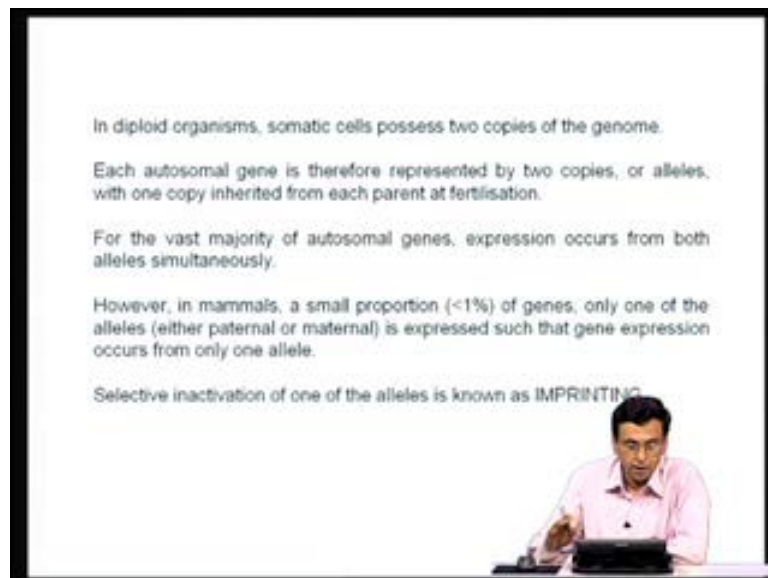 In diploid organisms, somatic cells possess two copies of the genome.
Each autosomal gene is therefore represented by two copies, or alleles,
with one copy inherited from each parent at fertilisation.
For the vast majority of autosomal genes, expression occurs from both
alleles simultaneously.
However, in mammals, a small proportion (<1%) of genes, only one of the
alleles (either paternal or maternal) is expressed such that gene expression
occurs from only one allele.
Selective inactivation of one of the alleles is known as IMPRINTING